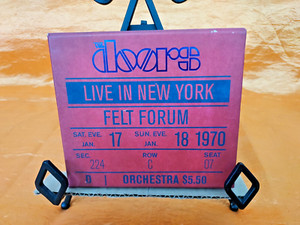 the doors
LIVE IN NEW YORK
FELT FORUM
SAT. EVE. JAN. 17 SUN. EVE. JAN. 18 1970
SEC. ROW SEAT
224 C 07
0 ORCHESTRA $5.50